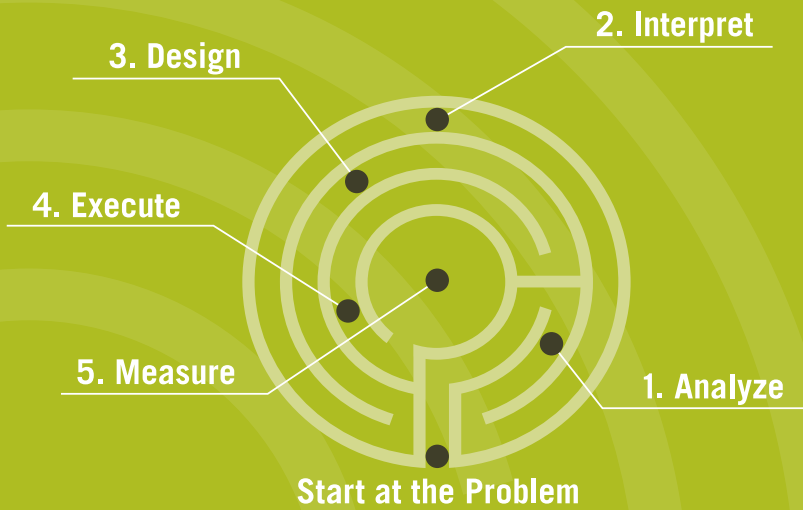 2. Interpret
3. Design
4. Execute
5. Measure
1. Analyze
Start at the Problem